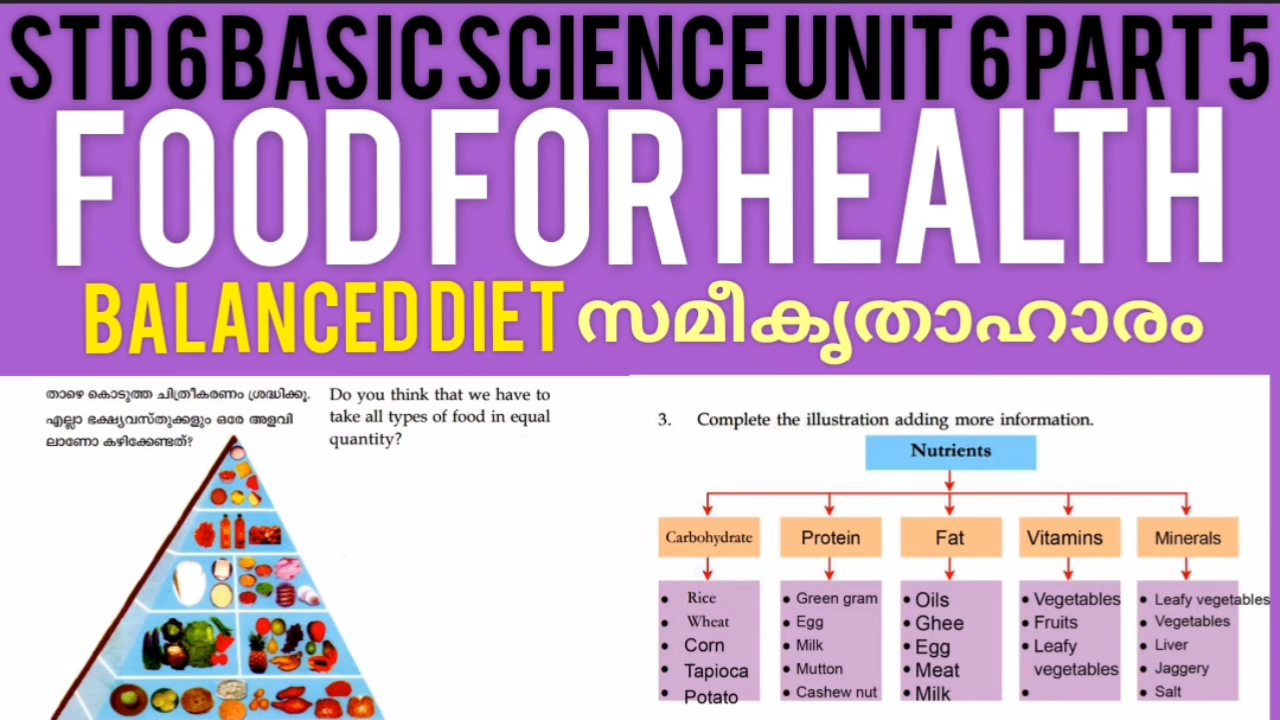 STD 6 BASIC SCIENCE UNIT 6 PART 5
FOOD FOR HEALTH
BALANCED DIET സമീകൃതാഹാരം
താഴെ കൊടുത്ത ചിത്രീകരണം ശ്രദ്ധിക്കൂ.
എല്ലാ ഭക്ഷ്യവസ്തുക്കളും ഒരേ അളവി
ലാണോ കഴിക്കേണ്ടത്?
Do you think that we have to
take all types of food in equal
quantity?
3. Complete the illustration adding more information.
Nutrients
Carbohydrate
• Rice
• Wheat
• Corn
• Tapioca
• Potato
Protein
• Green gram
• Egg
• Milk
• Mutton
• Cashew nut
Fat
• Oils
• Ghee
• Egg
• Meat
• Milk
Vitamins
• Vegetables
• Fruits
• Leafy
vegetables
•
Minerals
• Leafy vegetables
• Vegetables
• Liver
• Jaggery
• Salt